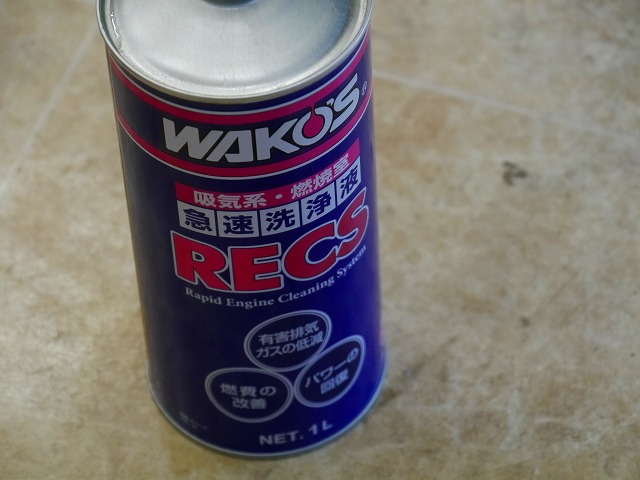 WAKO'S®
吸気系・燃焼室
急速洗浄液
RECS
Rapid Engine Cleaning System
有害排気
ガスの低減
燃費の
改善
パワーの
回復
NET. 1L